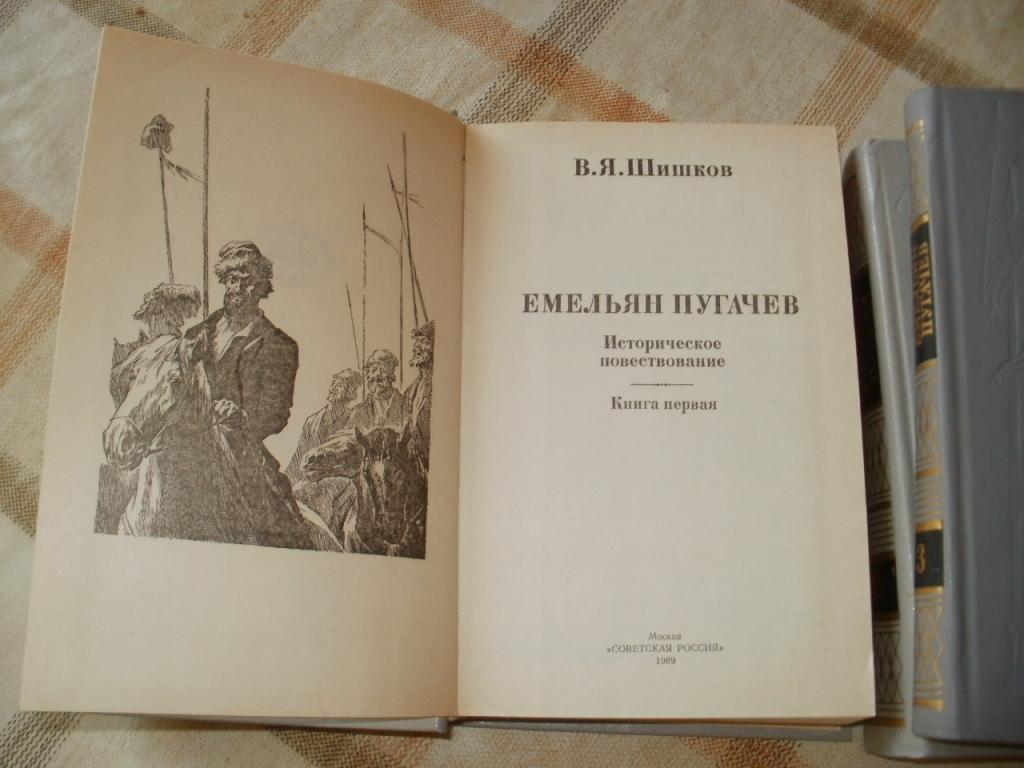 В.Я.Шишков
ЕМЕЛЬЯН ПУГАЧЕВ
Историческое
повествование
Книга первая
Москва
«СОВЕТСКАЯ РОССИЯ»
1989
3